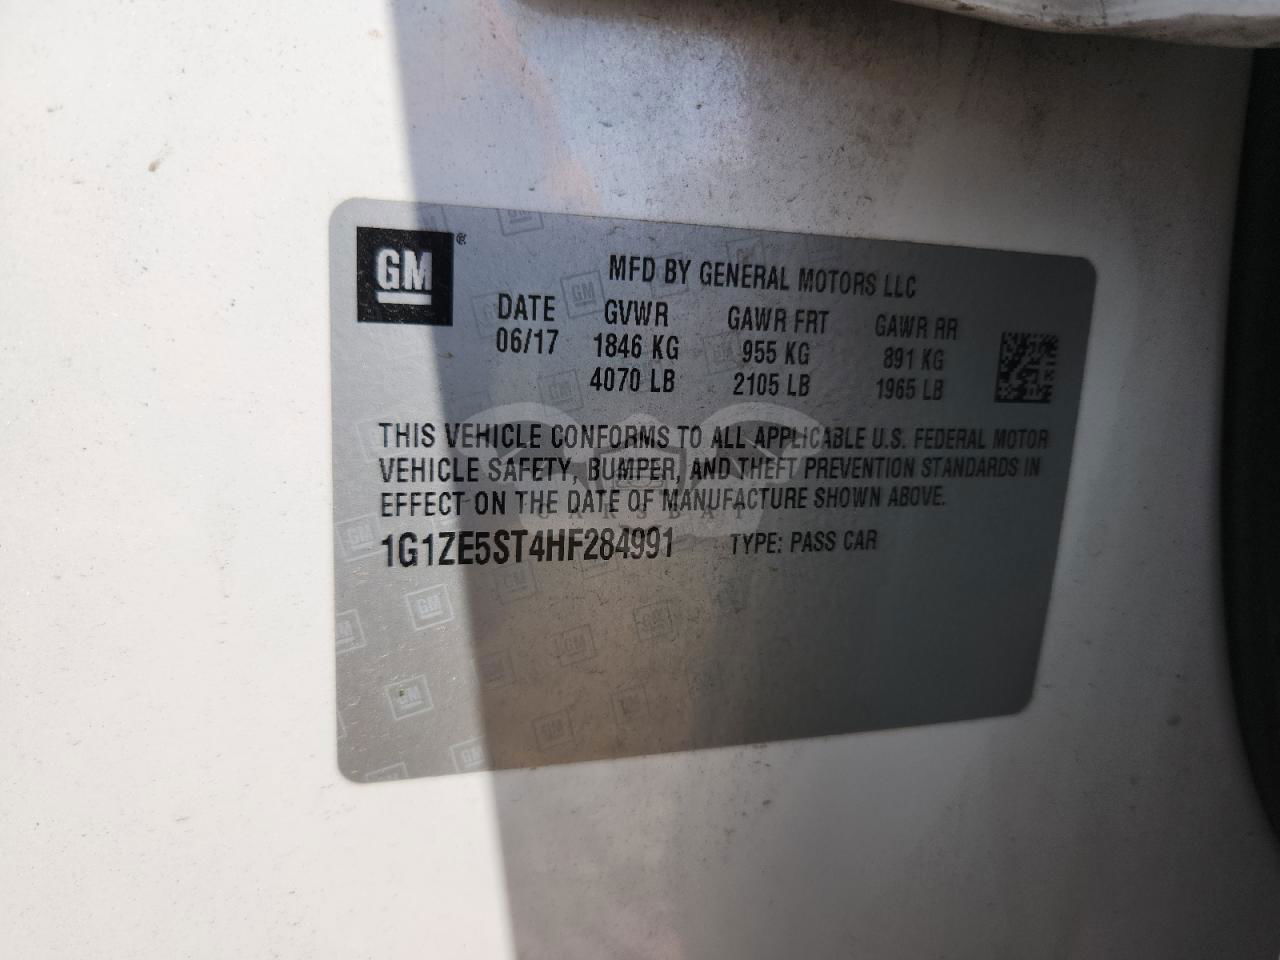 GM®
MFD BY GENERAL MOTORS LLC
DATE GVWR GAWR FRT GAWR RR
06/17 1846 KG 955 KG 891 KG
4070 LB 2105 LB 1965 LB
THIS VEHICLE CONFORMS TO ALL APPLICABLE U.S. FEDERAL MOTOR
VEHICLE SAFETY, BUMPER, AND THEFT PREVENTION STANDARDS IN
EFFECT ON THE DATE OF MANUFACTURE SHOWN ABOVE.
CARSBAT
1G1ZE5ST4HF284991 TYPE: PASS CAR